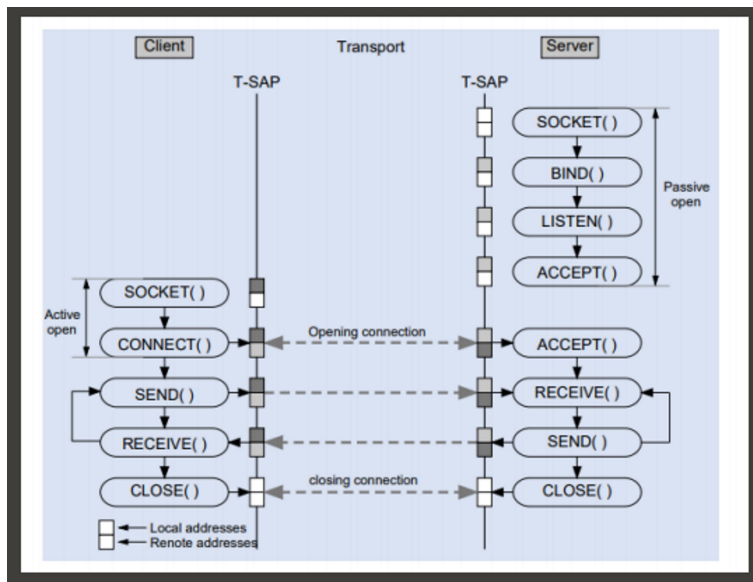 Client
Transport
Server
T-SAP
T-SAP
SOCKET( )
BIND( )
Passive
open
LISTEN( )
ACCEPT( )
SOCKET( )
Active
open
Opening connection
CONNECT( )
ACCEPT( )
SEND( )
RECEIVE( )
RECEIVE( )
SEND( )
closing connection
CLOSE( )
CLOSE( )
Local addresses
Renote addresses